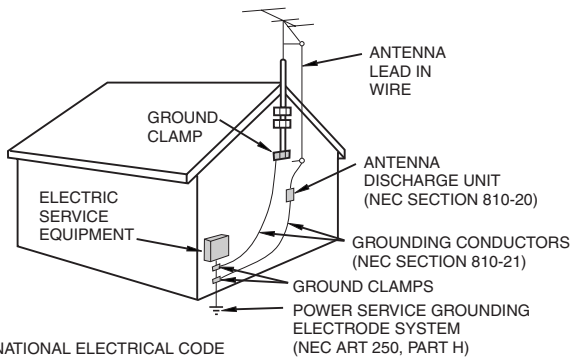 ANTENNA
LEAD IN
WIRE
GROUND
CLAMP
ANTENNA
DISCHARGE UNIT
(NEC SECTION 810-20)
ELECTRIC
SERVICE
EQUIPMENT
GROUNDING CONDUCTORS
(NEC SECTION 810-21)
GROUND CLAMPS
POWER SERVICE GROUNDING
ELECTRODE SYSTEM
(NEC ART 250, PART H)
NATIONAL ELECTRICAL CODE